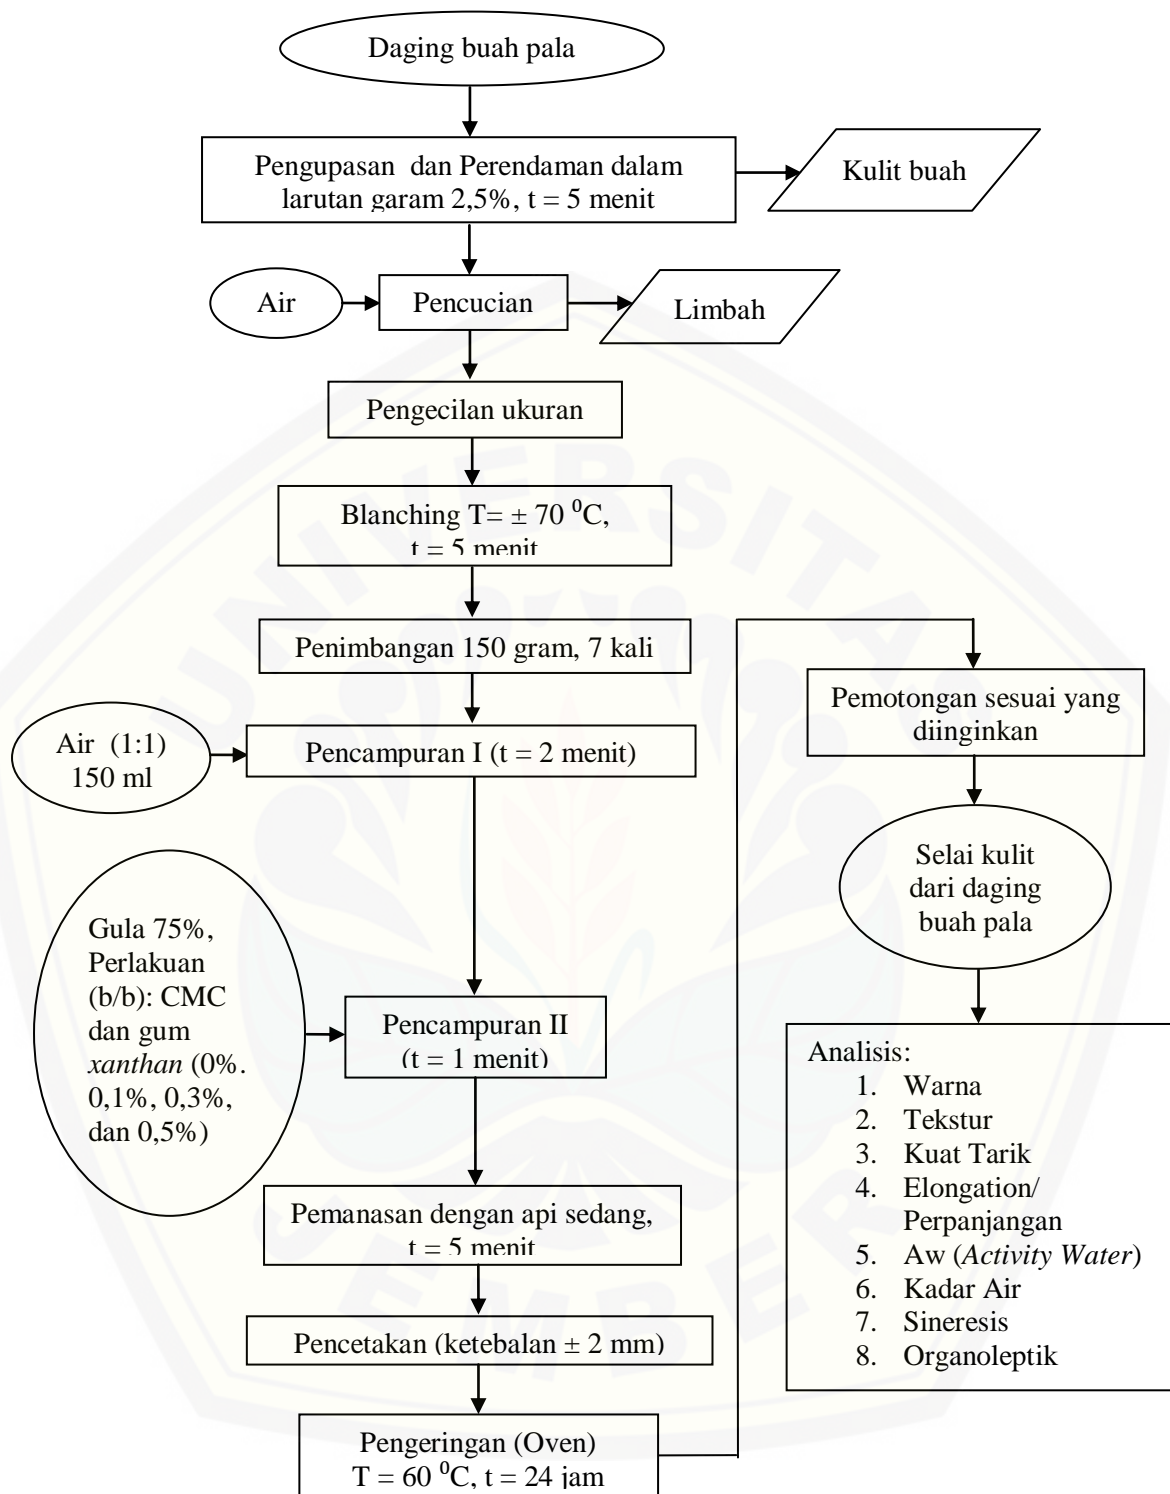 Daging buah pala
Pengupasan dan Perendaman dalam
larutan garam 2,5%, t = 5 menit
Kulit buah
Air
Pencucian
Limbah
Pengecilan ukuran
Blanching T= ± 70 ⁰C,
t = 5 menit
Penimbangan 150 gram, 7 kali
Air (1:1)
150 ml
Pencampuran I (t = 2 menit)
Gula 75%,
Perlakuan
(b/b): CMC
dan gum
xanthan (0%.
0,1%, 0,3%,
dan 0,5%)
Pencampuran II
(t = 1 menit)
Pemanasan dengan api sedang,
t = 5 menit
Pencetakan (ketebalan ± 2 mm)
Pengeringan (Oven)
T = 60 ⁰C, t = 24 jam
Pemotongan sesuai yang
diinginkan
Selai kulit
dari daging
buah pala
Analisis:
1. Warna
2. Tekstur
3. Kuat Tarik
4. Elongation/
Perpanjangan
5. Aw (Activity Water)
6. Kadar Air
7. Sineresis
8. Organoleptik
UNIVERSITAS
JEMBER